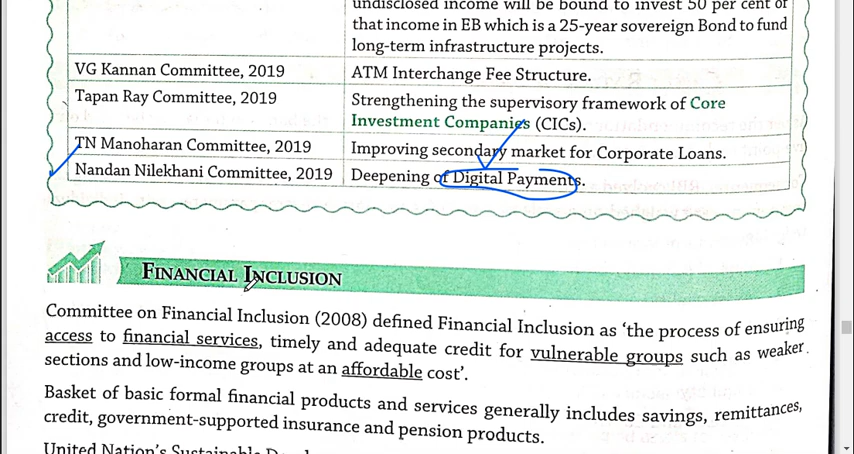 undisclosed income will be bound to invest 50 per cent of
that income in EB which is a 25-year sovereign Bond to fund
long-term infrastructure projects.
VG Kannan Committee, 2019 ATM Interchange Fee Structure.
Tapan Ray Committee, 2019 Strengthening the supervisory framework of Core
Investment Companies (CICs).
TN Manoharan Committee, 2019 Improving secondary market for Corporate Loans.
Nandan Nilekhani Committee, 2019 Deepening of Digital Payments.
FINANCIAL INCLUSION
Committee on Financial Inclusion (2008) defined Financial Inclusion as ‘the process of ensuring
access to financial services, timely and adequate credit for vulnerable groups such as weaker
sections and low-income groups at an affordable cost’.
Basket of basic formal financial products and services generally includes savings, remittances,
credit, government-supported insurance and pension products.
United Nation's Sustainable